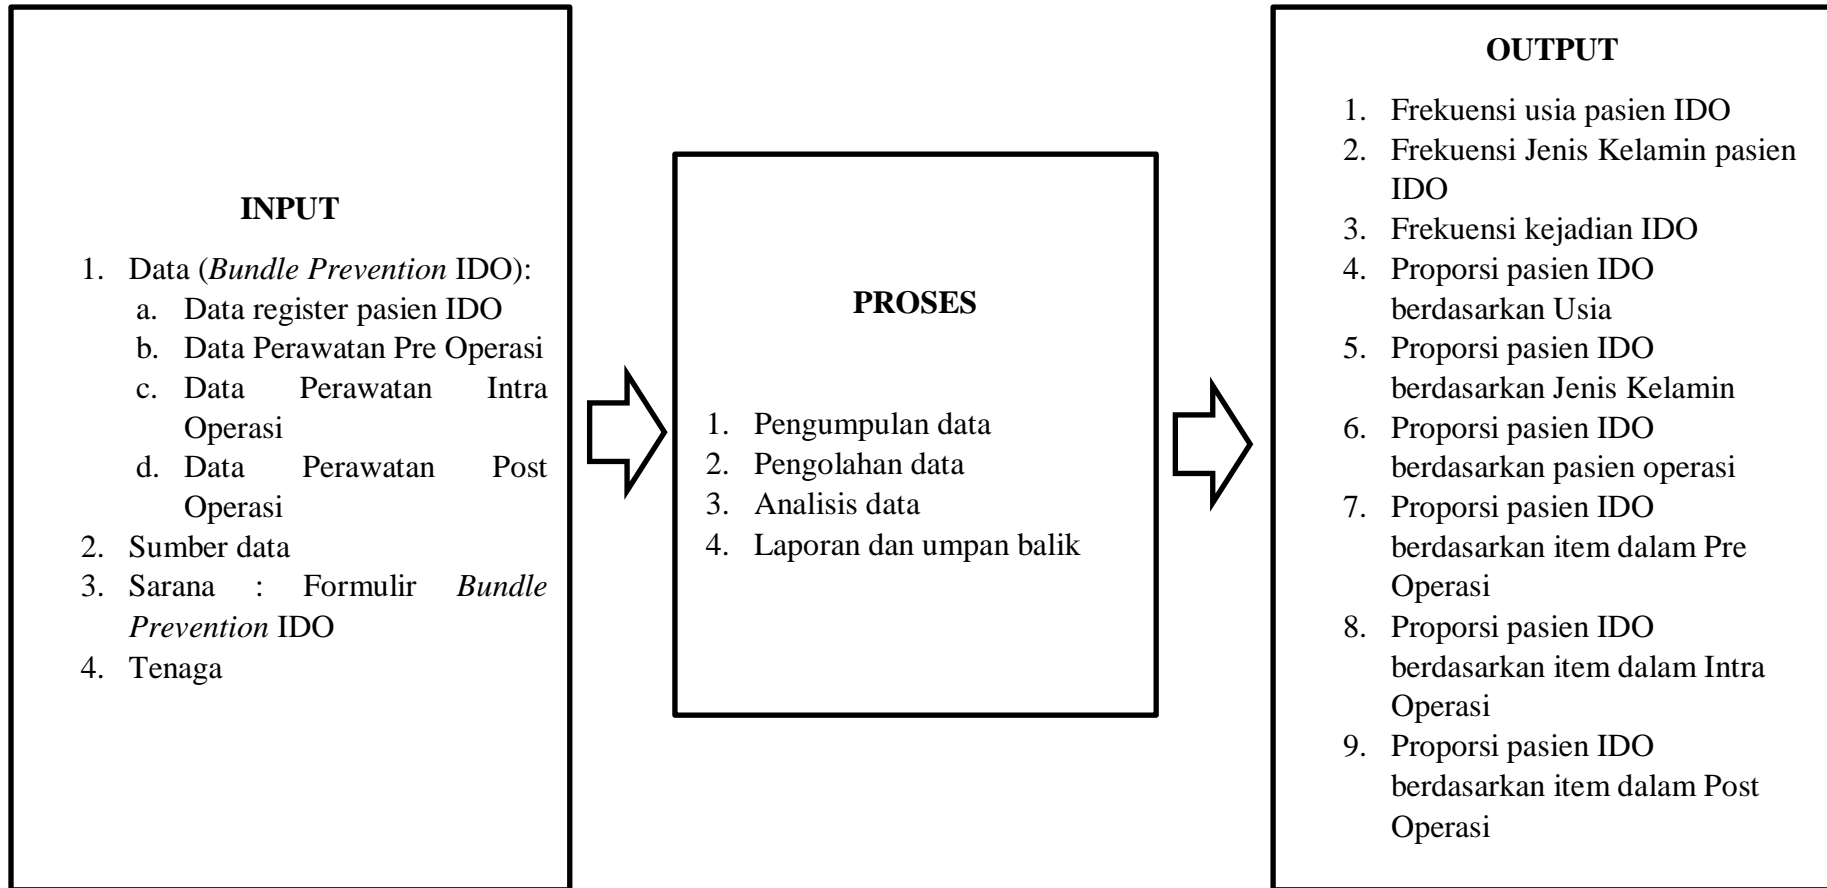 INPUT
1. Data (Bundle Prevention IDO):
a. Data register pasien IDO
b. Data Perawatan Pre Operasi
c. Data Perawatan Intra
Operasi
d. Data Perawatan Post
Operasi
2. Sumber data
3. Sarana : Formulir Bundle
Prevention IDO
4. Tenaga
PROSES
1. Pengumpulan data
2. Pengolahan data
3. Analisis data
4. Laporan dan umpan balik
OUTPUT
1. Frekuensi usia pasien IDO
2. Frekuensi Jenis Kelamin pasien
IDO
3. Frekuensi kejadian IDO
4. Proporsi pasien IDO
berdasarkan Usia
5. Proporsi pasien IDO
berdasarkan Jenis Kelamin
6. Proporsi pasien IDO
berdasarkan pasien operasi
7. Proporsi pasien IDO
berdasarkan item dalam Pre
Operasi
8. Proporsi pasien IDO
berdasarkan item dalam Intra
Operasi
9. Proporsi pasien IDO
berdasarkan item dalam Post
Operasi